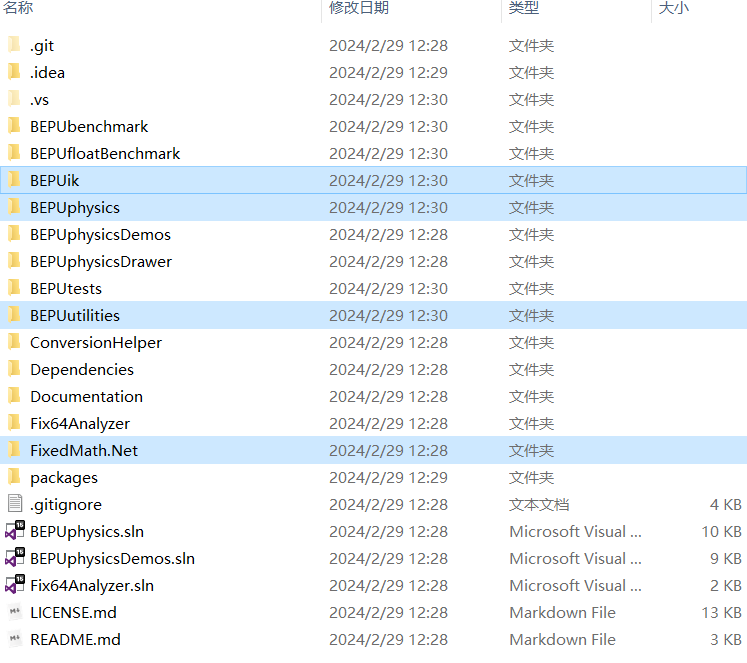 名称 修改日期 类型 大小
.git 2024/2/29 12:28 文件夹
.idea 2024/2/29 12:29 文件夹
.vs 2024/2/29 12:30 文件夹
BEPUbenchmark 2024/2/29 12:30 文件夹
BEPUfloatBenchmark 2024/2/29 12:30 文件夹
BEPUik 2024/2/29 12:30 文件夹
BEPUphysics 2024/2/29 12:30 文件夹
BEPUphysicsDemos 2024/2/29 12:28 文件夹
BEPUphysicsDrawer 2024/2/29 12:28 文件夹
BEPUtests 2024/2/29 12:30 文件夹
BEPUutilities 2024/2/29 12:30 文件夹
ConversionHelper 2024/2/29 12:28 文件夹
Dependencies 2024/2/29 12:28 文件夹
Documentation 2024/2/29 12:28 文件夹
Fix64Analyzer 2024/2/29 12:28 文件夹
FixedMath.Net 2024/2/29 12:28 文件夹
packages 2024/2/29 12:29 文件夹
.gitignore 2024/2/29 12:28 文本文档 4 KB
BEPUphysics.sln 2024/2/29 12:28 Microsoft Visual ... 10 KB
BEPUphysicsDemos.sln 2024/2/29 12:28 Microsoft Visual ... 9 KB
Fix64Analyzer.sln 2024/2/29 12:28 Microsoft Visual ... 2 KB
LICENSE.md 2024/2/29 12:28 Markdown File 13 KB
README.md 2024/2/29 12:28 Markdown File 3 KB